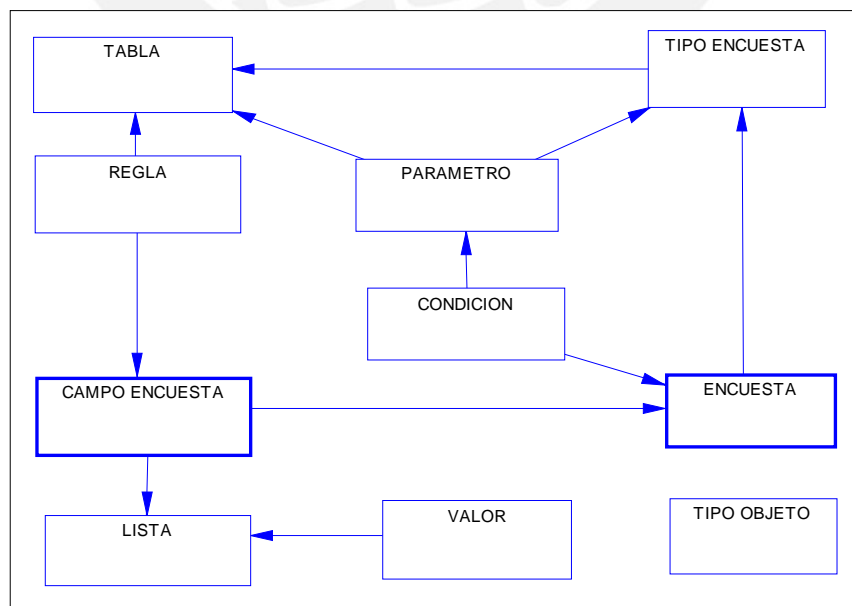 TABLA
TIPO ENCUESTA
REGLA
PARAMETRO
CONDICION
CAMPO ENCUESTA
ENCUESTA
LISTA
VALOR
TIPO OBJETO